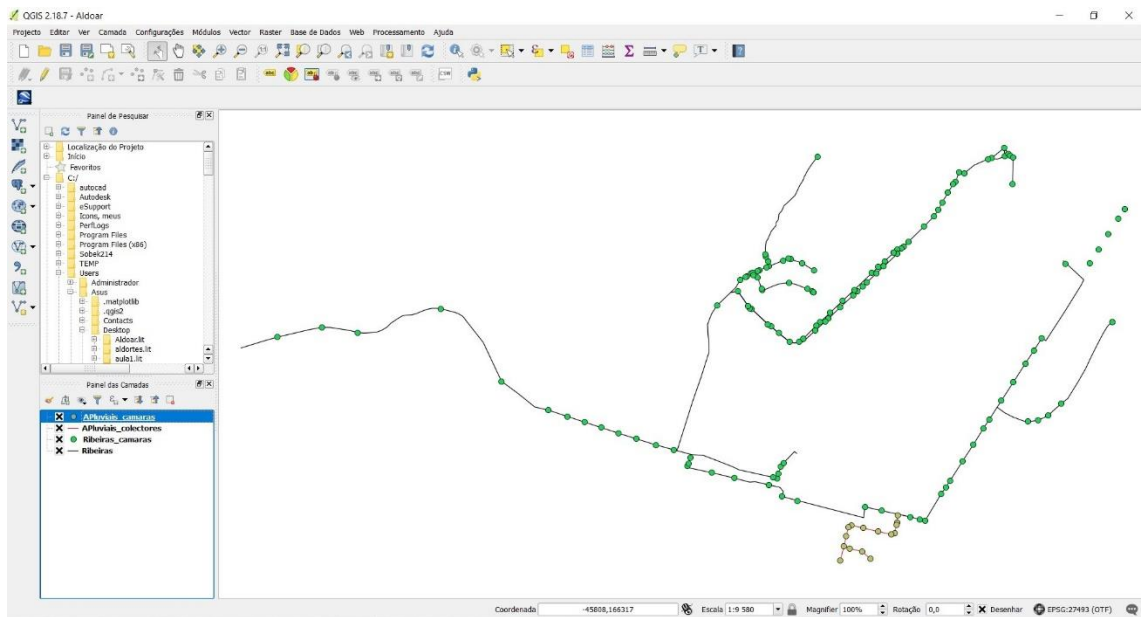 QGIS 2.18.7 - Aldoar
Projecto Editar Ver Camada Configurações Módulos Vector Raster Base de Dados Web Processamento Ajuda
Painel de Pesquisar
Localização do Projeto
Início
Favoritos
C:/
autocad
Autodesk
eSupport
Icons, meus
PerfLogs
Program Files
Program Files (x86)
Sobek214
TEMP
Users
Administrador
Asus
.matplotlib
.qgis2
Contacts
Desktop
Aldoar.lit
aldortes.lit
aula1.lit
Painel das Camadas
APluviais_camaras
APluviais_colectores
Ribeiras_camaras
Ribeiras
Coordenada -45808,166317 Escala 1:9 580 Magnifier 100% Rotação 0,0 Desenhar EPSG:27493 (OTF)